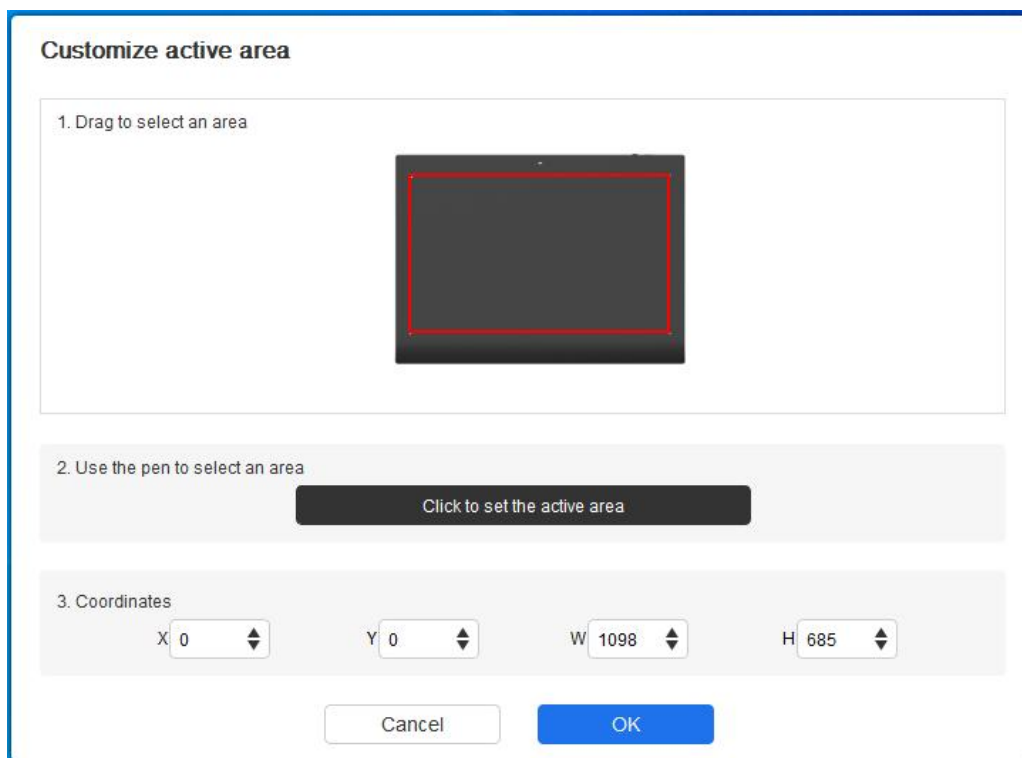 Customize active area
1. Drag to select an area
2. Use the pen to select an area
Click to set the active area
3. Coordinates
X 0 Y 0 W 1098 H 685
Cancel OK